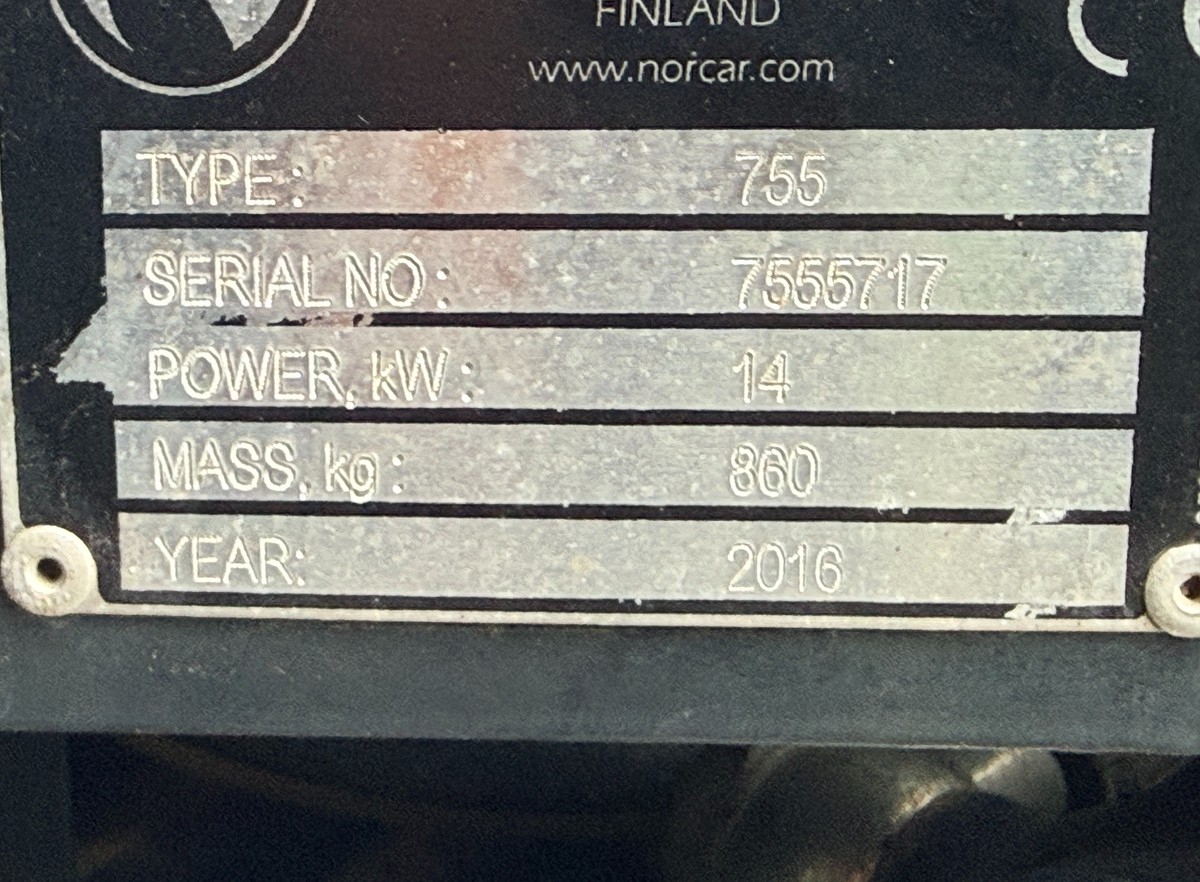 FINLAND
www.norcar.com
TYPE: 755
SERIAL NO: 7555717
POWER, kW: 14
MASS, kg: 860
YEAR: 2016